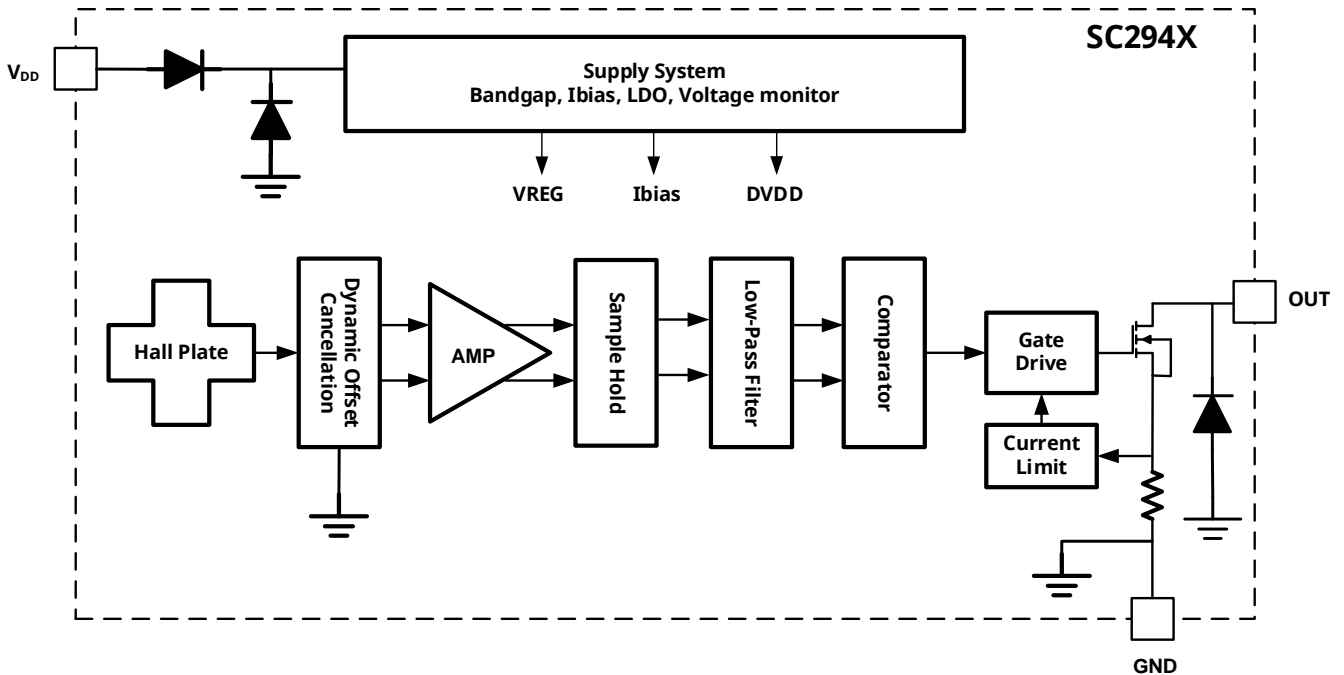 SC294X
VDD
Supply System
Bandgap, Ibias, LDO, Voltage monitor
VREG
Ibias
DVDD
Hall Plate
Dynamic Offset
Cancellation
AMP
Sample Hold
Low-Pass Filter
Comparator
Gate
Drive
Current
Limit
OUT
GND